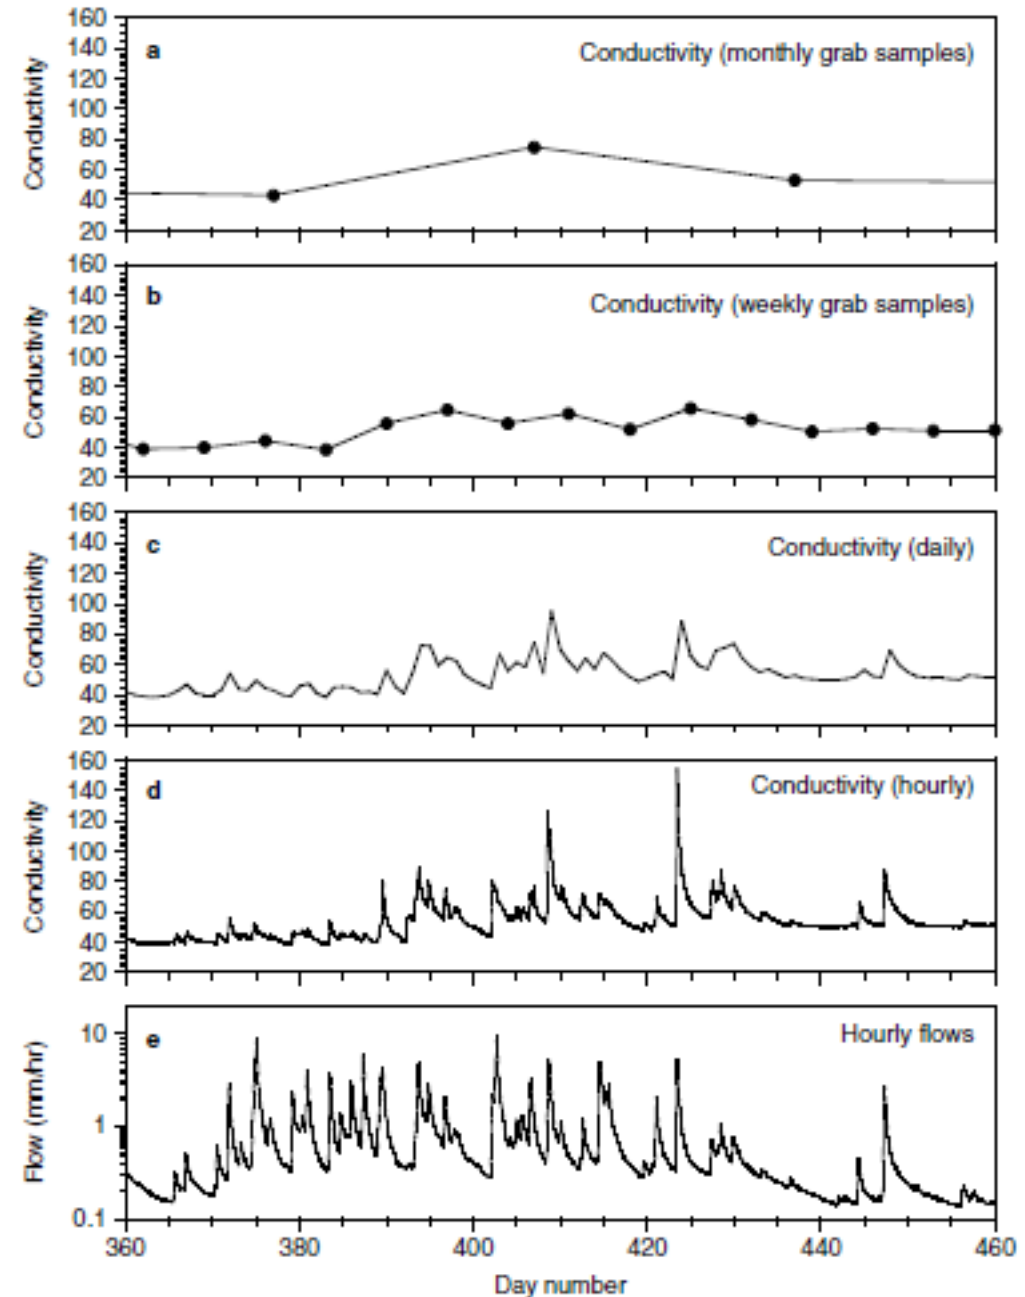 160
140
120
100
80
60
40
20
Conductivity
a
Conductivity (monthly grab samples)
160
140
120
100
80
60
40
20
Conductivity
b
Conductivity (weekly grab samples)
160
140
120
100
80
60
40
20
Conductivity
c
Conductivity (daily)
160
140
120
100
80
60
40
20
Conductivity
d
Conductivity (hourly)
10
1
0.1
Flow (mm/hr)
e
Hourly flows
360 380 400 420 440 460
Day number